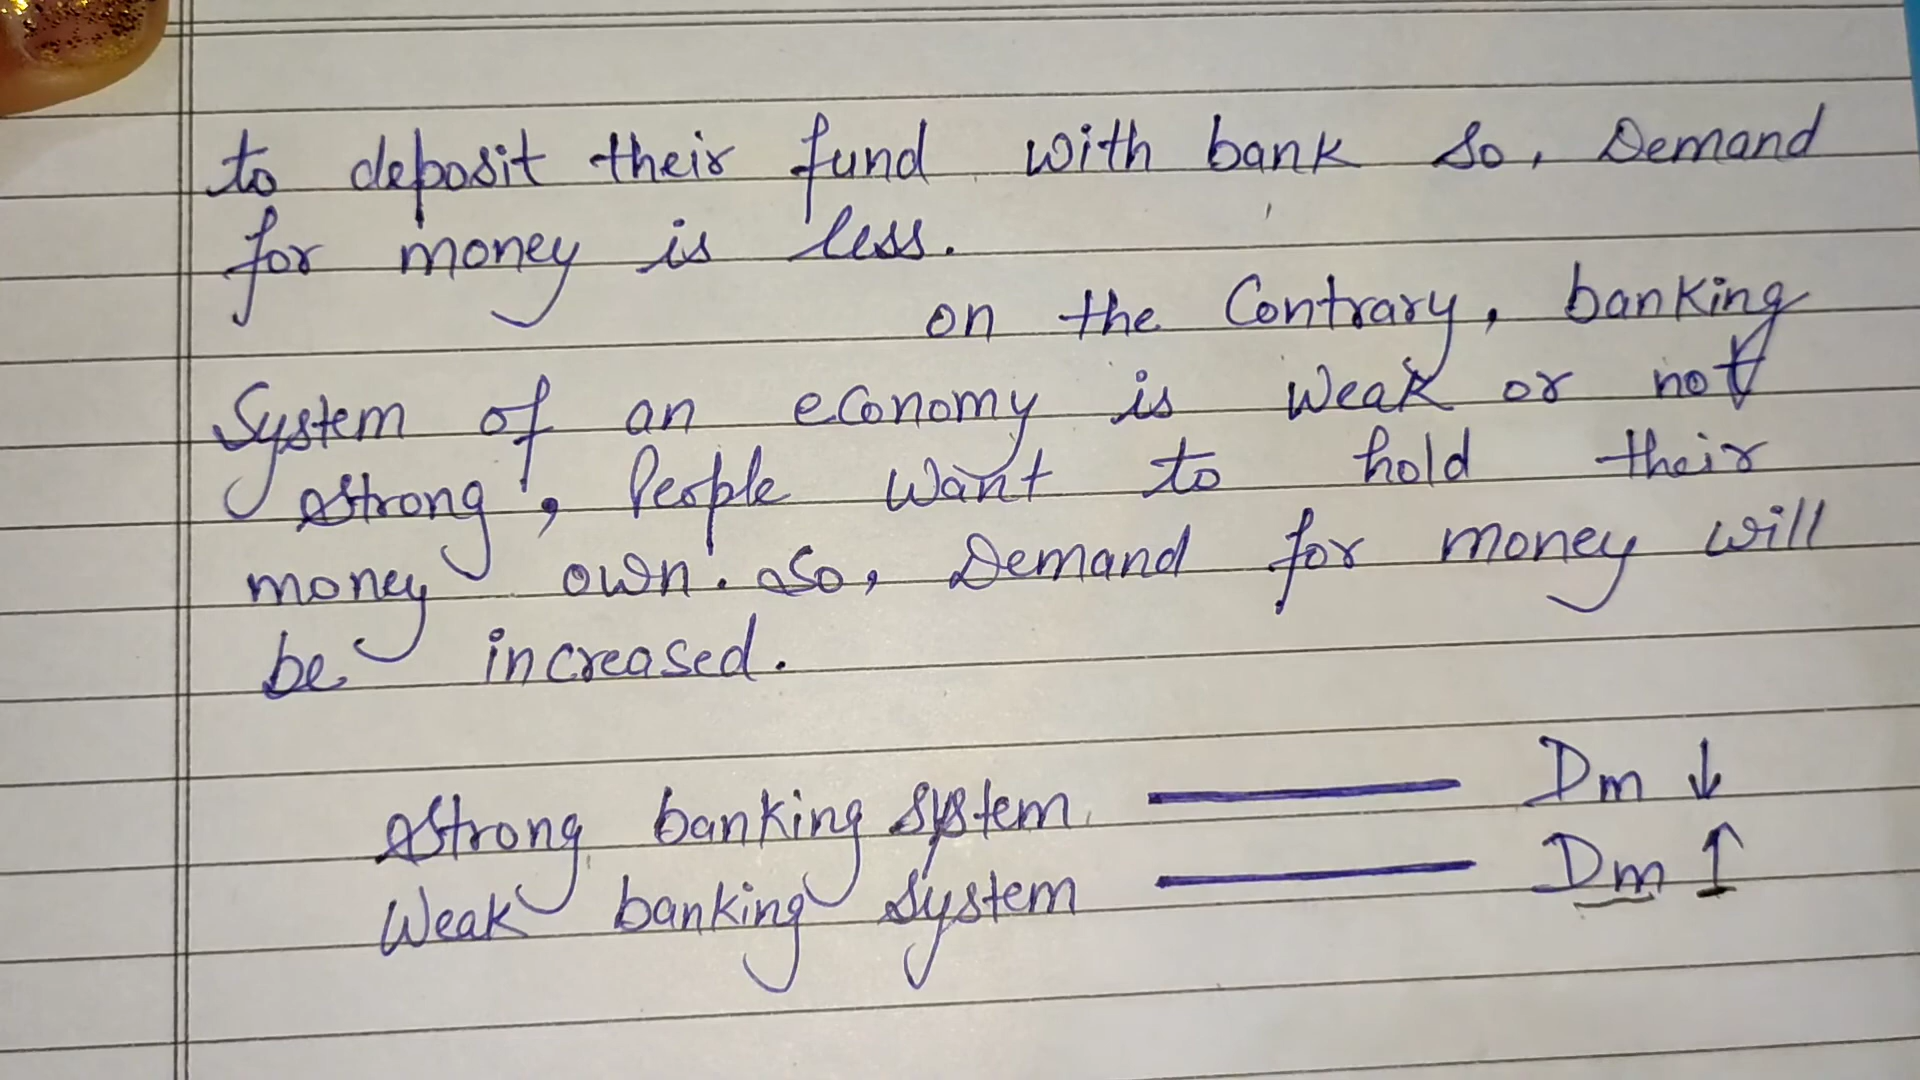 to deposit their fund with bank so, Demand
for money is less.
on the Contrary, banking
System of an economy is weak or not
strong, People want to hold their
money own. So, Demand for money will
be increased.
Strong banking system — Dm ↓
Weak banking system — Dm ↑